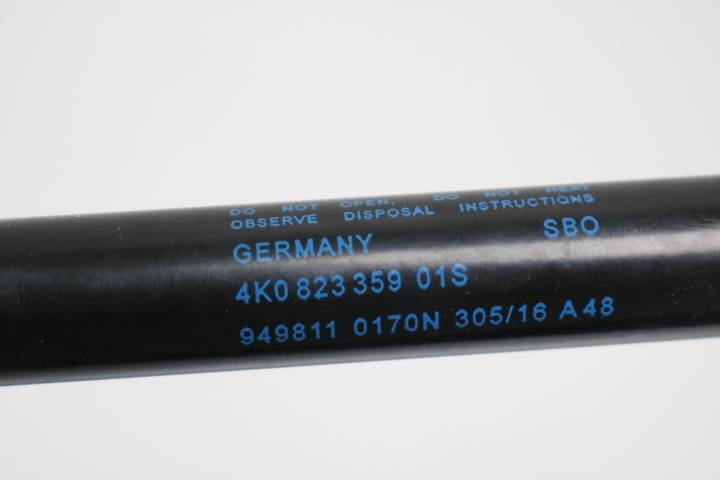 DO NOT OPEN. DO NOT HEAT
OBSERVE DISPOSAL INSTRUCTIONS
GERMANY SBO
4K0 823 359 01S
949811 0170N 305/16 A48